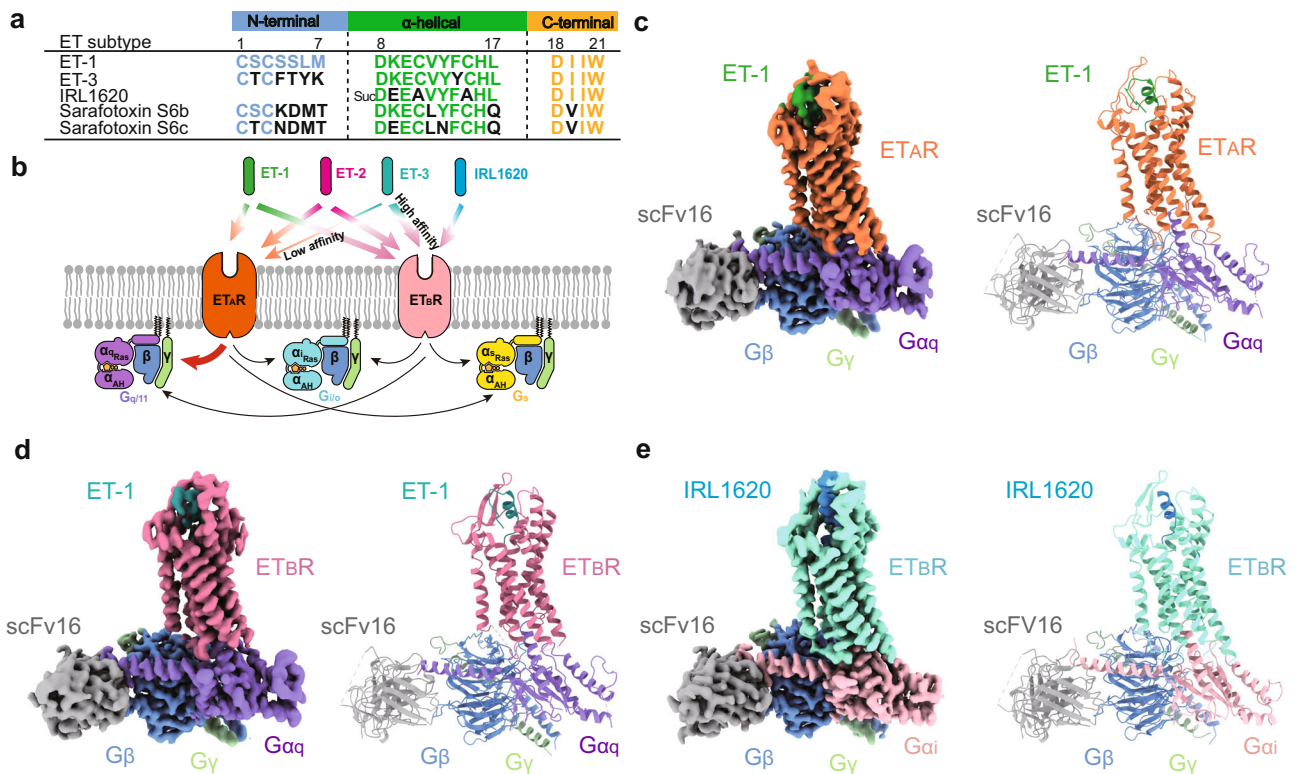 a
N-terminal α-helical C-terminal
ET subtype 1 7 8 17 18 21
ET-1 CSCSSLM DKECVYFCHL DIIW
ET-3 CTCFTYK DKECVYYCHL DIIW
IRL1620 SucDEEAVYFAHL DIIW
Sarafotoxin S6b CSCKDMT DKECLYFCHQ DVIW
Sarafotoxin S6c CTCNDMT DEECLNFCHQ DVIW
b
ET-1 ET-2 ET-3 IRL1620
High affinity
Low affinity
ETAR ETBR
αq Ras β γ αi Ras β γ αs Ras β γ
αAH αAH αAH
Gq/11 Gi/o Gs
c
ET-1 ET-1
ETAR ETAR
scFv16 scFv16
Gβ Gγ Gαq Gβ Gγ Gαq
d
ET-1 ET-1
ETBR ETBR
scFv16 scFv16
Gβ Gγ Gαq Gβ Gγ Gαq
e
IRL1620 IRL1620
ETBR ETBR
scFv16 scFV16
Gβ Gγ Gαi Gβ Gγ Gαi